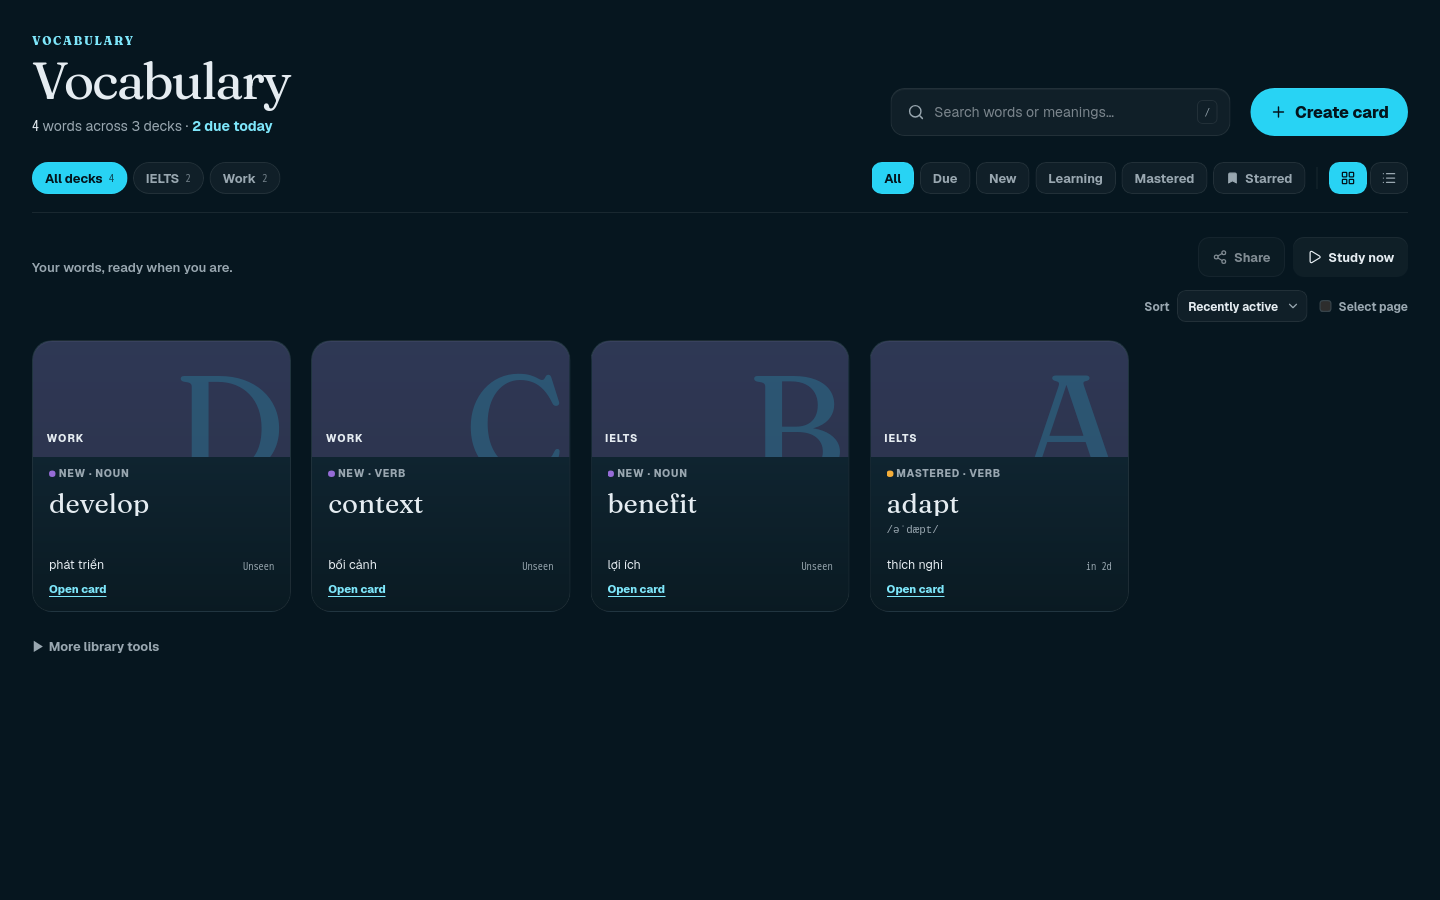 VOCABULARY
Vocabulary
4 words across 3 decks · 2 due today
Search words or meanings...
/
+ Create card
All decks 4
IELTS 2
Work 2
All
Due
New
Learning
Mastered
Starred
Your words, ready when you are.
Share
Study now
Sort
Recently active
Select page
D
WORK
NEW · NOUN
develop
phát triển
Unseen
Open card
C
WORK
NEW · VERB
context
bối cảnh
Unseen
Open card
B
IELTS
NEW · NOUN
benefit
lợi ích
Unseen
Open card
A
IELTS
MASTERED · VERB
adapt
/əˈdæpt/
thích nghi
in 2d
Open card
More library tools